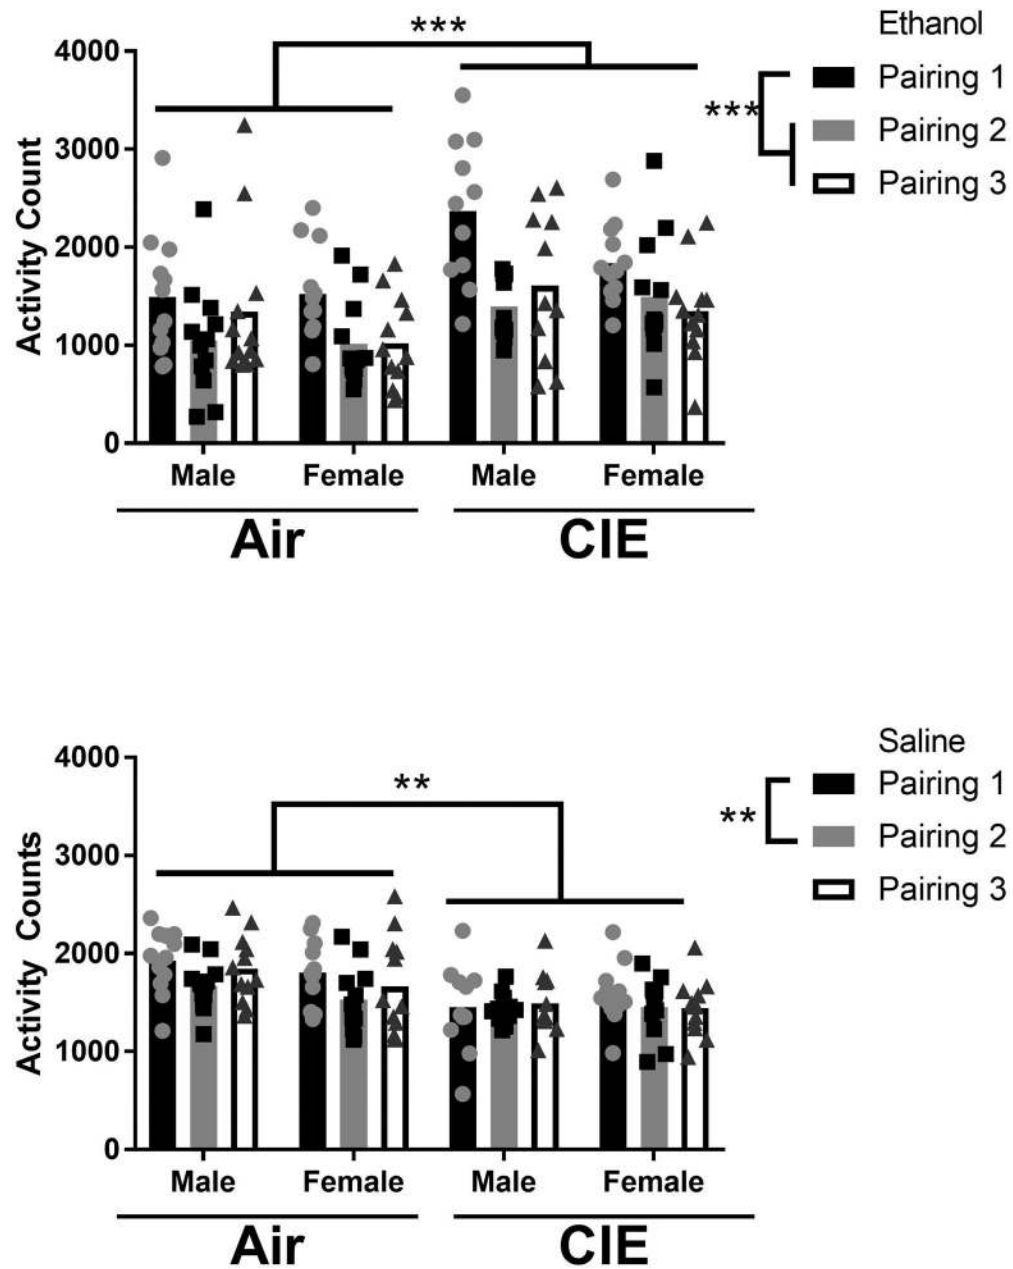 Ethanol
***
4000
Pairing 1
***
Pairing 2
3000
Pairing 3
Activity Count
2000
1000
0
Male Female Male Female
Air CIE
Saline
4000
Pairing 1
**
**
Pairing 2
3000
Pairing 3
Activity Counts
2000
1000
0
Male Female Male Female
Air CIE